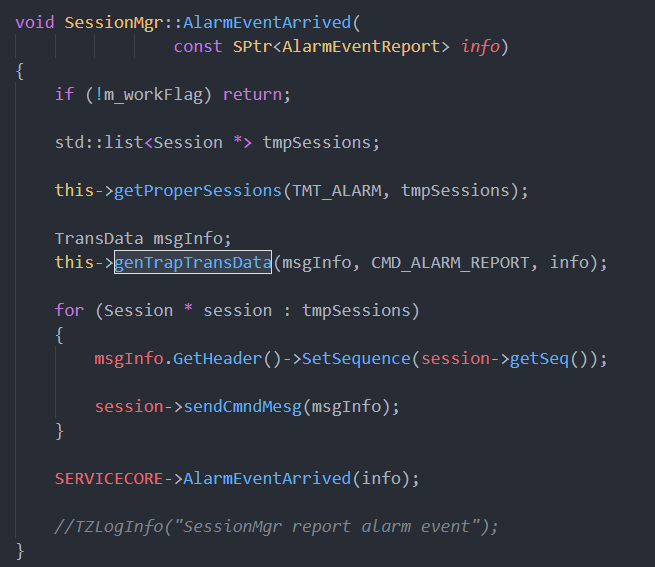 void SessionMgr::AlarmEventArrived(
const SPtr<AlarmEventReport> info)
{
if (!m_workFlag) return;
std::list<Session *> tmpSessions;
this->getProperSessions(TMT_ALARM, tmpSessions);
TransData msgInfo;
this->genTrapTransData(msgInfo, CMD_ALARM_REPORT, info);
for (Session * session : tmpSessions)
{
msgInfo.GetHeader()->SetSequence(session->getSeq());
session->sendCmndMesg(msgInfo);
}
SERVICECORE->AlarmEventArrived(info);
//TZLogInfo("SessionMgr report alarm event");
}